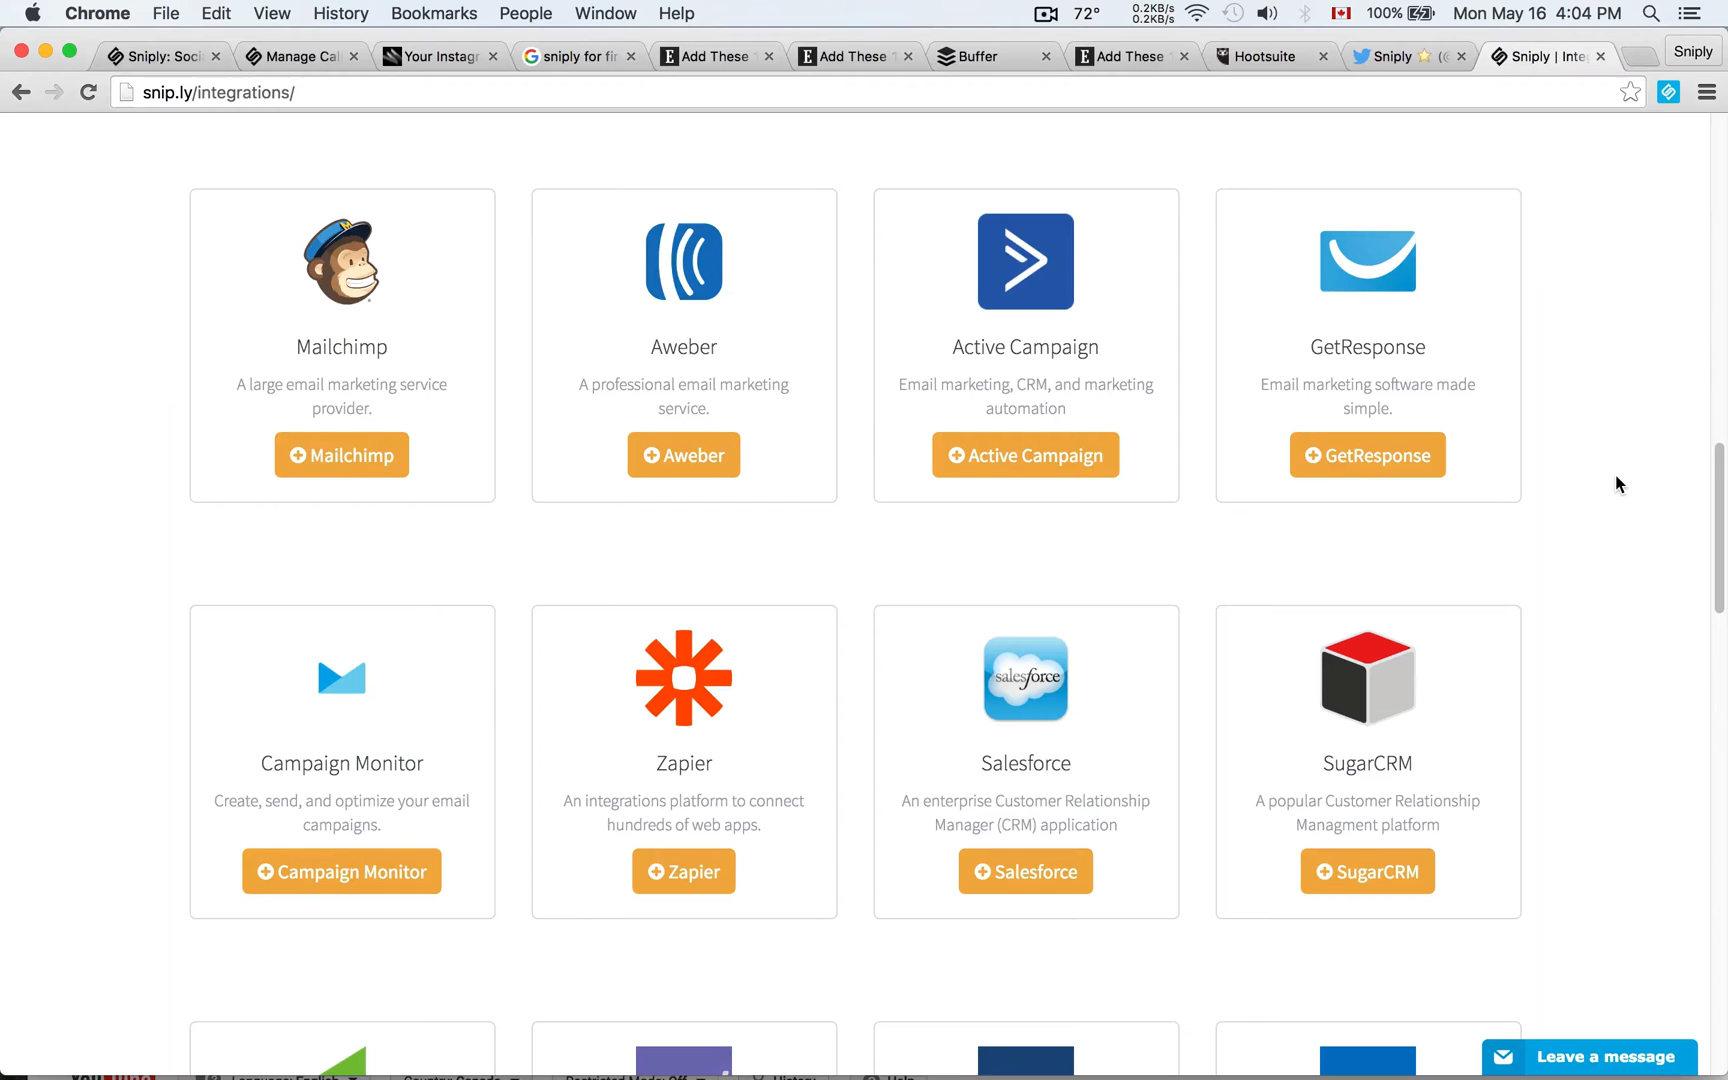 Chrome File Edit View History Bookmarks People Window Help 72° 0.2KB/s 0.2KB/s 100% Mon May 16 4:04 PM
Sniply: Soci Manage Cal Your Instagr sniply for fir Add These Add These Buffer Add These Hootsuite Sniply (@ Sniply | Inte Sniply
snip.ly/integrations/
Mailchimp Aweber Active Campaign GetResponse
A large email marketing service A professional email marketing Email marketing, CRM, and marketing Email marketing software made
provider. service. automation simple.
Mailchimp Aweber Active Campaign GetResponse
salesforce
Campaign Monitor Zapier Salesforce SugarCRM
Create, send, and optimize your email An integrations platform to connect An enterprise Customer Relationship A popular Customer Relationship
campaigns. hundreds of web apps. Manager (CRM) application Managment platform
Campaign Monitor Zapier Salesforce SugarCRM
Leave a message